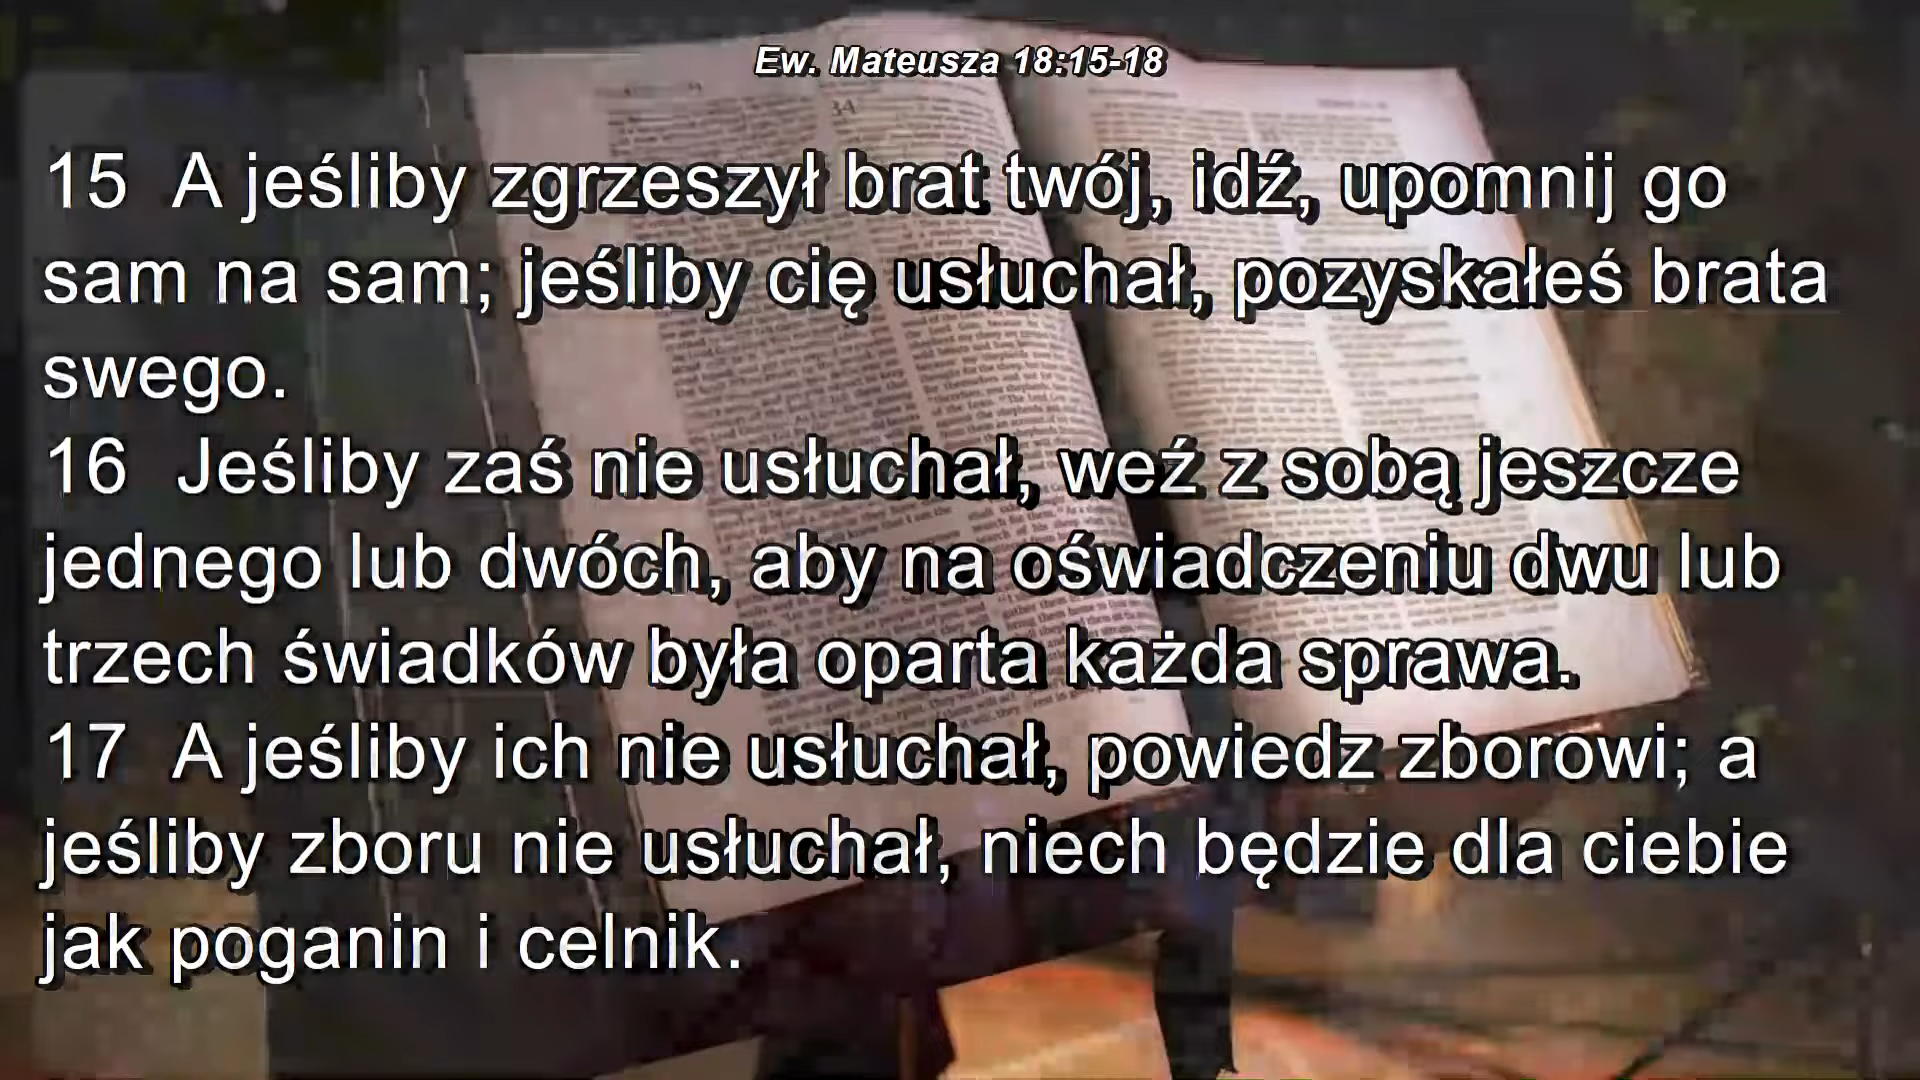 Ew. Mateusza 18:15-18
15 A jeśliby zgrzeszył brat twój, idź, upomnij go
sam na sam; jeśliby cię usłuchał, pozyskałeś brata
swego.
16 Jeśliby zaś nie usłuchał, weź z sobą jeszcze
jednego lub dwóch, aby na oświadczeniu dwu lub
trzech świadków była oparta każda sprawa.
17 A jeśliby ich nie usłuchał, powiedz zborowi; a
jeśliby zboru nie usłuchał, niech będzie dla ciebie
jak poganin i celnik.